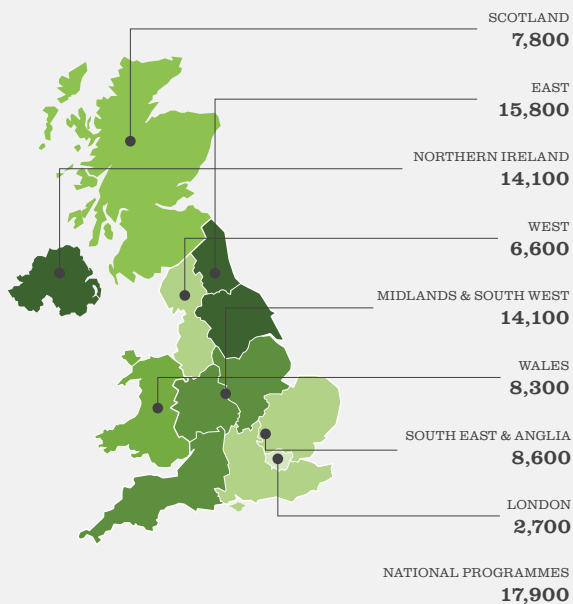 SCOTLAND
7,800
EAST
15,800
NORTHERN IRELAND
14,100
WEST
6,600
MIDLANDS & SOUTH WEST
14,100
WALES
8,300
SOUTH EAST & ANGLIA
8,600
LONDON
2,700
NATIONAL PROGRAMMES
17,900